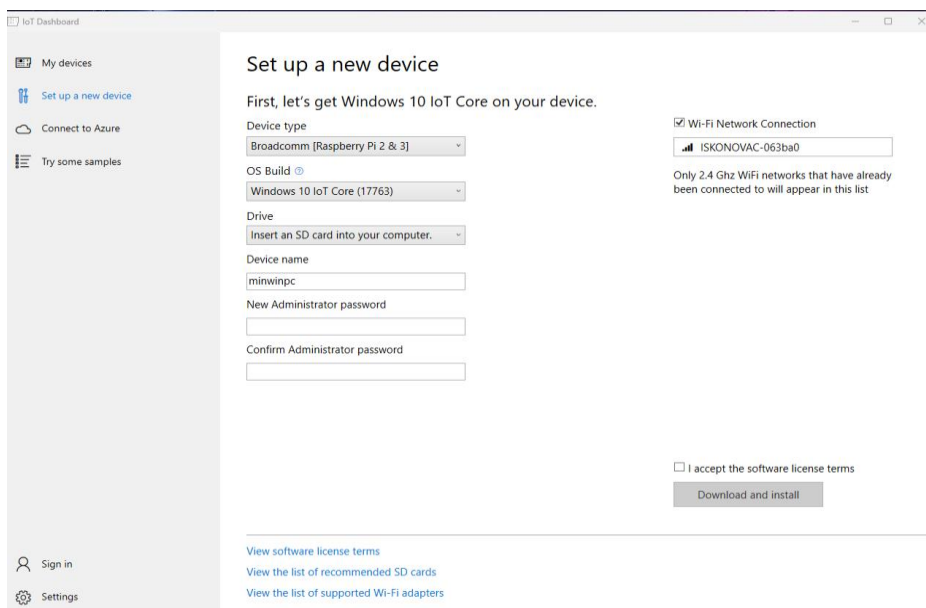 IoT Dashboard
My devices
Set up a new device
Connect to Azure
Try some samples
Sign in
Settings
Set up a new device
First, let's get Windows 10 IoT Core on your device.
Device type
Broadcomm [Raspberry Pi 2 & 3]
OS Build
Windows 10 IoT Core (17763)
Drive
Insert an SD card into your computer.
Device name
minwinpc
New Administrator password
Confirm Administrator password
Wi-Fi Network Connection
ISKONOVAC-063ba0
Only 2.4 Ghz WiFi networks that have already
been connected to will appear in this list
I accept the software license terms
Download and install
View software license terms
View the list of recommended SD cards
View the list of supported Wi-Fi adapters